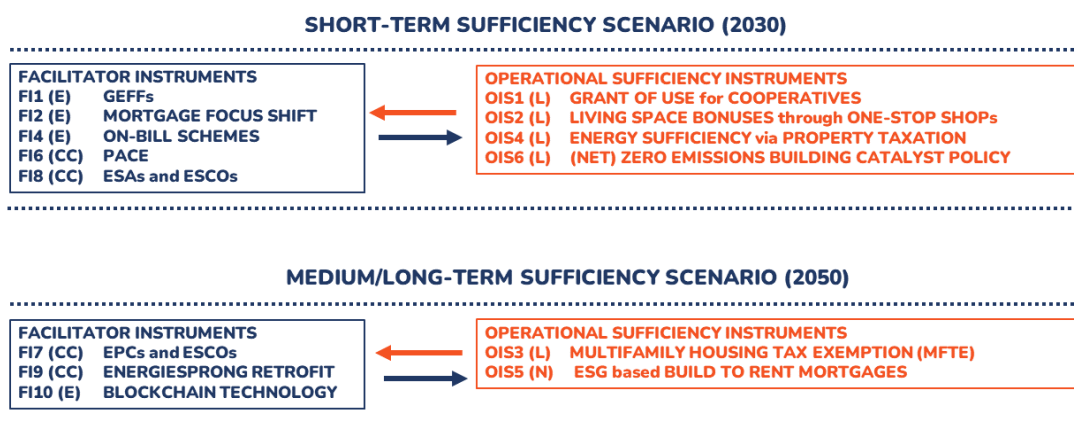 SHORT-TERM SUFFICIENCY SCENARIO (2030)
FACILITATOR INSTRUMENTS
FI1 (E) GEFFs
FI2 (E) MORTGAGE FOCUS SHIFT
FI4 (E) ON-BILL SCHEMES
FI6 (CC) PACE
FI8 (CC) ESAs and ESCOs
OPERATIONAL SUFFICIENCY INSTRUMENTS
OIS1 (L) GRANT OF USE for COOPERATIVES
OIS2 (L) LIVING SPACE BONUSES through ONE-STOP SHOPs
OIS4 (L) ENERGY SUFFICIENCY via PROPERTY TAXATION
OIS6 (L) (NET) ZERO EMISSIONS BUILDING CATALYST POLICY
MEDIUM/LONG-TERM SUFFICIENCY SCENARIO (2050)
FACILITATOR INSTRUMENTS
FI7 (CC) EPCs and ESCOs
FI9 (CC) ENERGIESPRONG RETROFIT
FI10 (E) BLOCKCHAIN TECHNOLOGY
OPERATIONAL SUFFICIENCY INSTRUMENTS
OIS3 (L) MULTIFAMILY HOUSING TAX EXEMPTION (MFTE)
OIS5 (N) ESG based BUILD TO RENT MORTGAGES